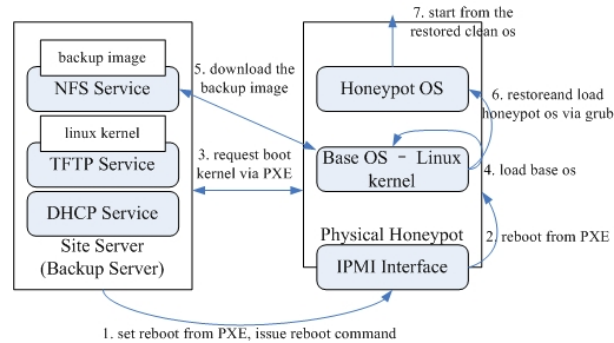 7. start from the
restored clean os
backup image
NFS Service
5. download the
backup image
Honeypot OS
6. restoreand load
honeypot os via grub
linux kernel
TFTP Service
3. request boot
kernel via PXE
Base OS - Linux
kernel
4. load base os
DHCP Service
Site Server
(Backup Server)
Physical Honeypot
2. reboot from PXE
IPMI Interface
1. set reboot from PXE, issue reboot command